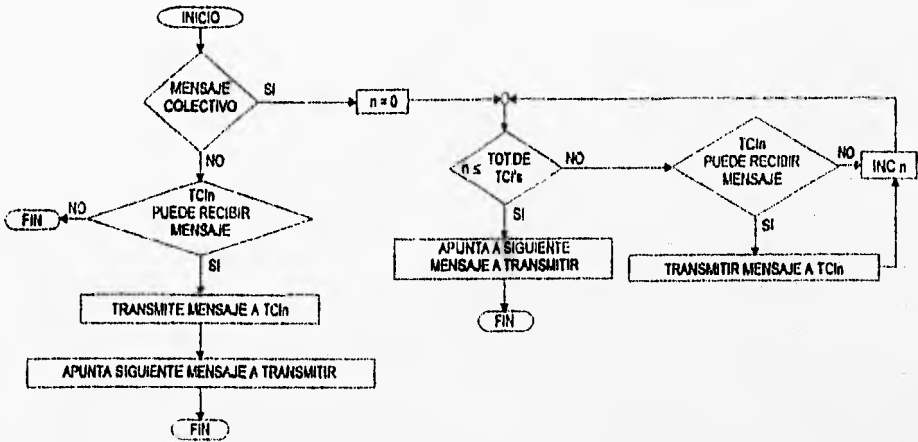 INICIO
MENSAJE
COLECTIVO
SI
n = 0
NO
TCIn
PUEDE RECIBIR
MENSAJE
NO
FIN
SI
TRANSMITE MENSAJE A TCIn
APUNTA SIGUIENTE MENSAJE A TRANSMITIR
FIN
n ≤ TOT DE
TCI's
NO
SI
APUNTA A SIGUIENTE
MENSAJE A TRANSMITIR
FIN
TCIn
PUEDE RECIBIR
MENSAJE
NO
INC n
SI
TRANSMITIR MENSAJE A TCIn